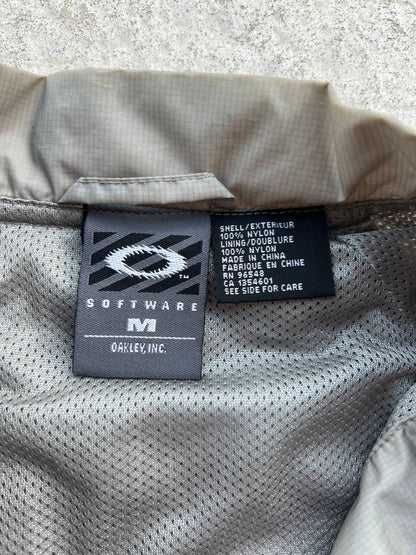 TM
SOFTWARE
M
OAKLEY, INC.
SHELL/EXTERIEUR
100% NYLON
LINING/DOUBLURE
100% NYLON
MADE IN CHINA
FABRIQUE EN CHINE
RN 96548
CA 1354601
SEE SIDE FOR CARE